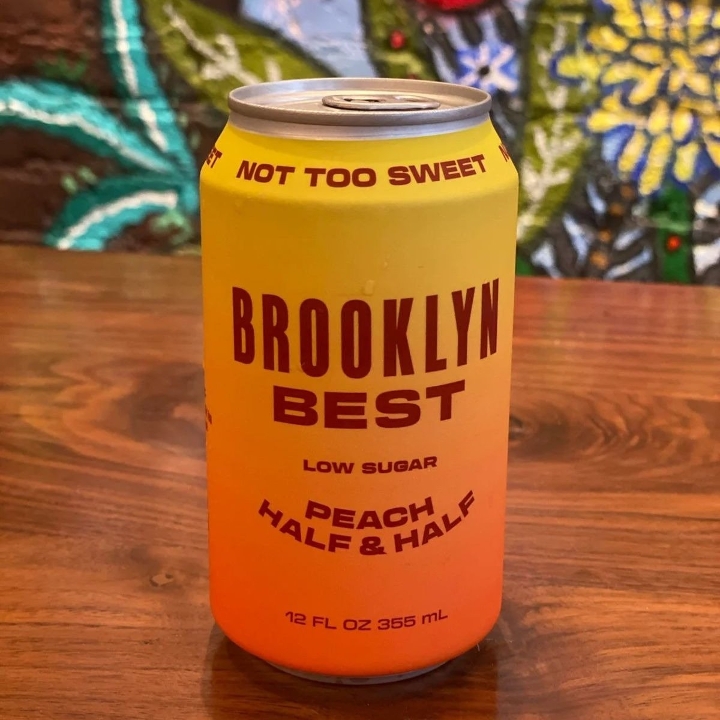 NOT TOO SWEET
BROOKLYN
BEST
LOW SUGAR
PEACH
HALF & HALF
12 FL OZ 355 mL